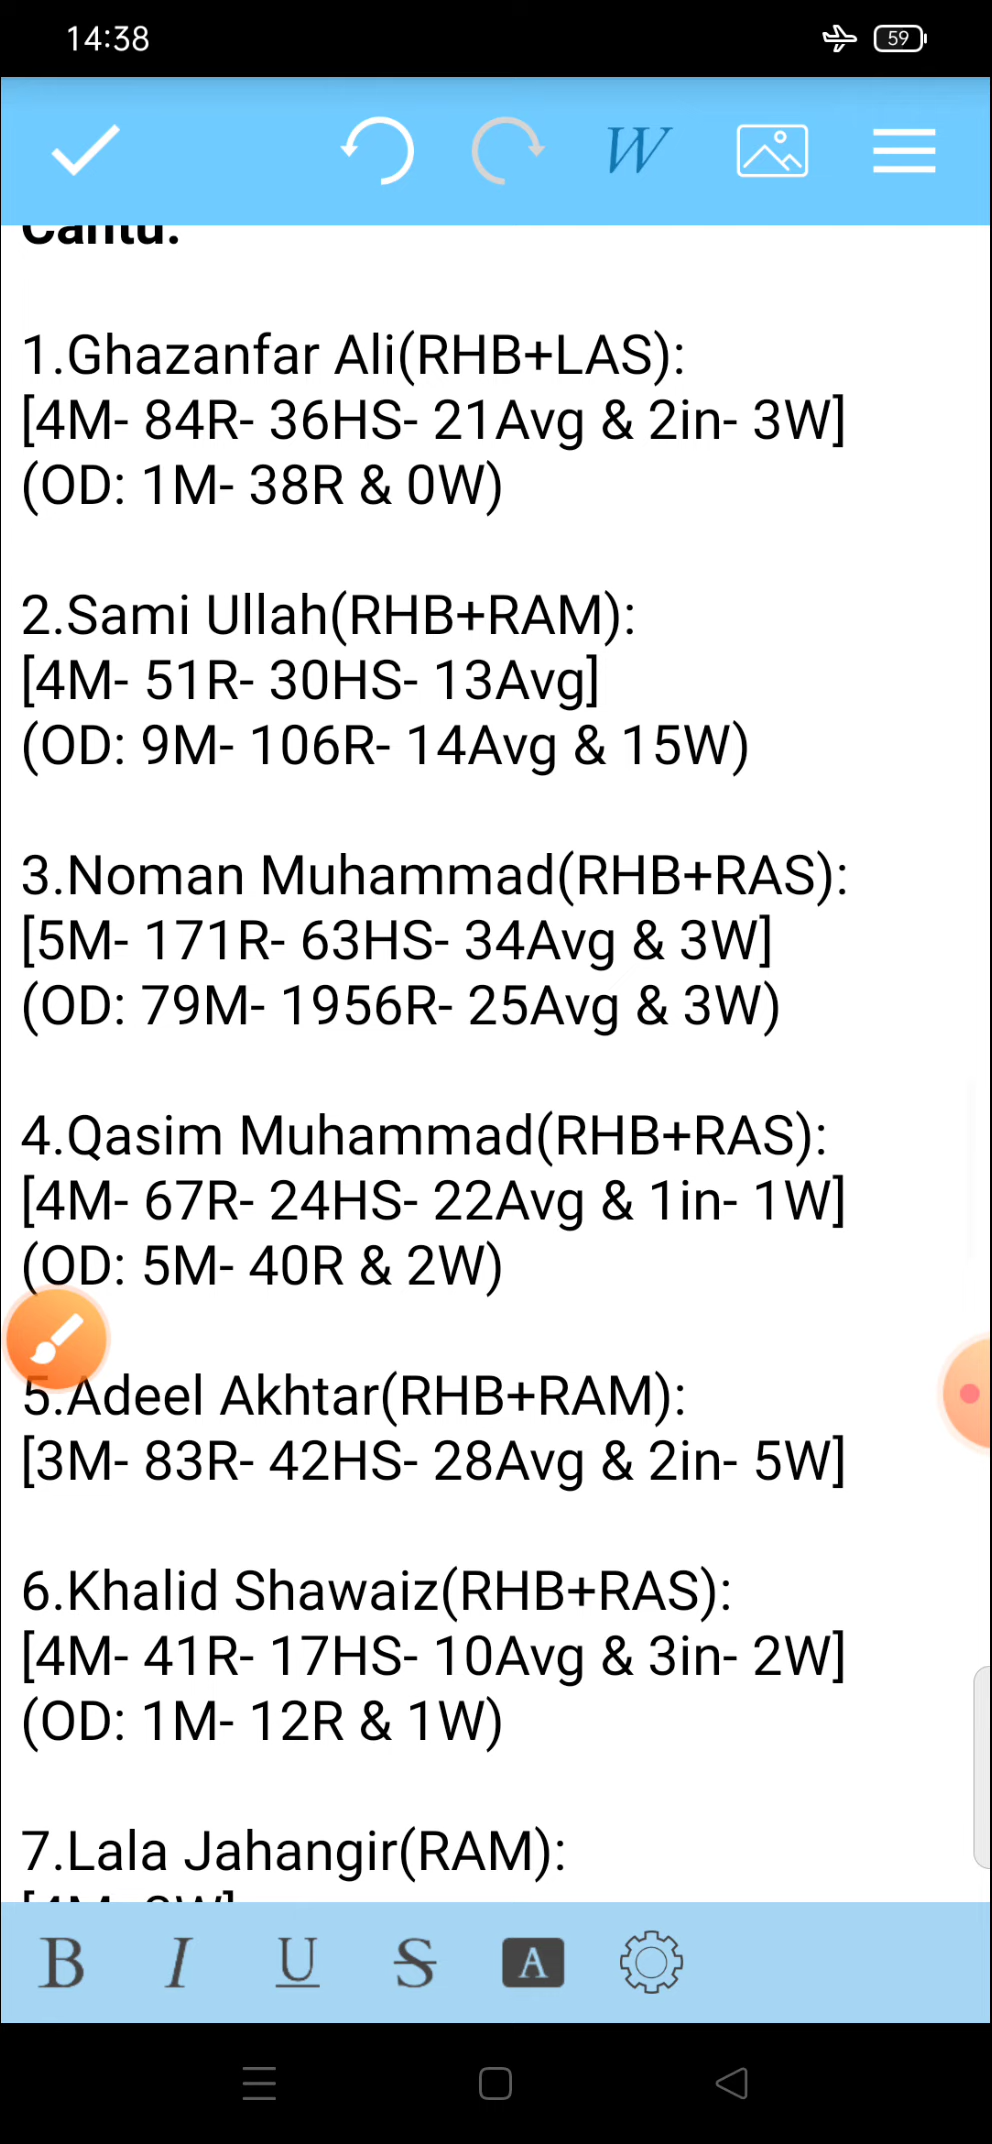 14:38
59
W
Cantu:
1.Ghazanfar Ali(RHB+LAS):
[4M- 84R- 36HS- 21Avg & 2in- 3W]
(OD: 1M- 38R & 0W)
2.Sami Ullah(RHB+RAM):
[4M- 51R- 30HS- 13Avg]
(OD: 9M- 106R- 14Avg & 15W)
3.Noman Muhammad(RHB+RAS):
[5M- 171R- 63HS- 34Avg & 3W]
(OD: 79M- 1956R- 25Avg & 3W)
4.Qasim Muhammad(RHB+RAS):
[4M- 67R- 24HS- 22Avg & 1in- 1W]
(OD: 5M- 40R & 2W)
5.Adeel Akhtar(RHB+RAM):
[3M- 83R- 42HS- 28Avg & 2in- 5W]
6.Khalid Shawaiz(RHB+RAS):
[4M- 41R- 17HS- 10Avg & 3in- 2W]
(OD: 1M- 12R & 1W)
7.Lala Jahangir(RAM):
B I U S A